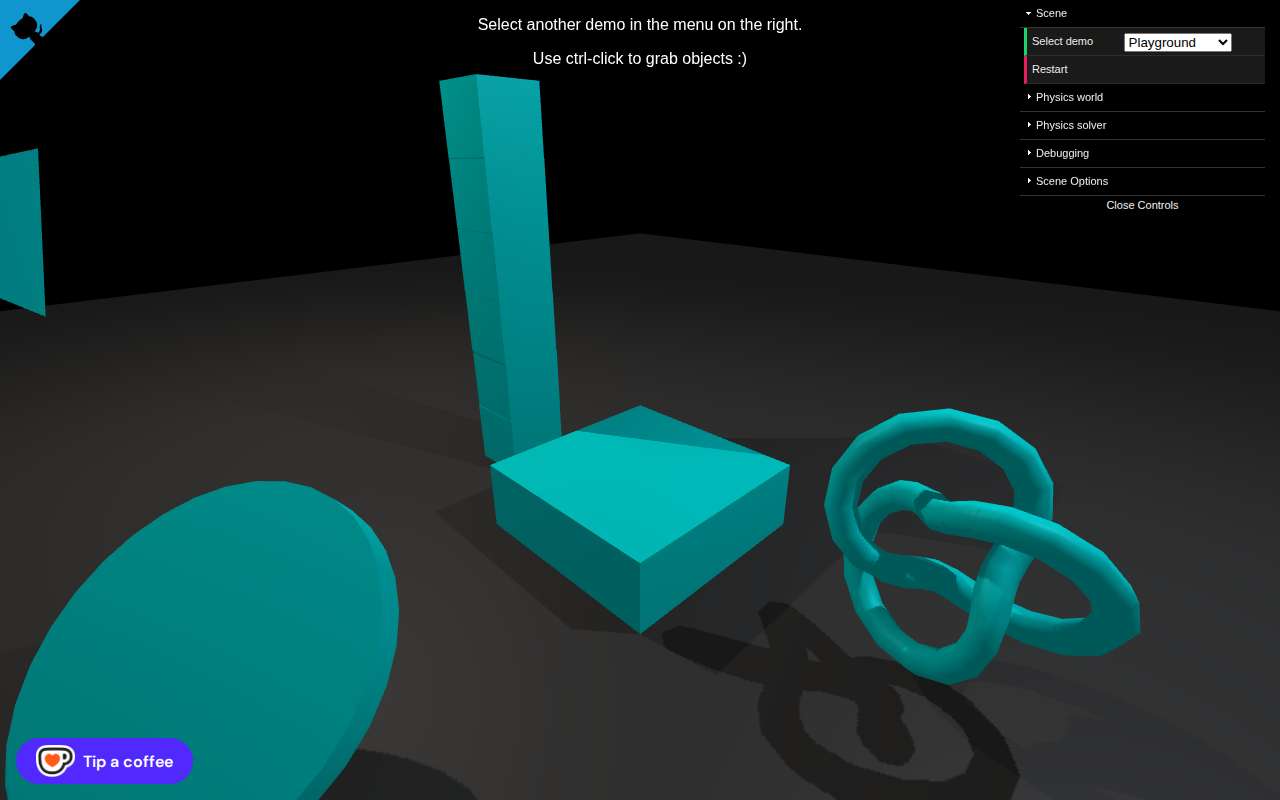 Select another demo in the menu on the right.
Use ctrl-click to grab objects :)
Scene
Select demo Playground
Restart
Physics world
Physics solver
Debugging
Scene Options
Close Controls
Tip a coffee